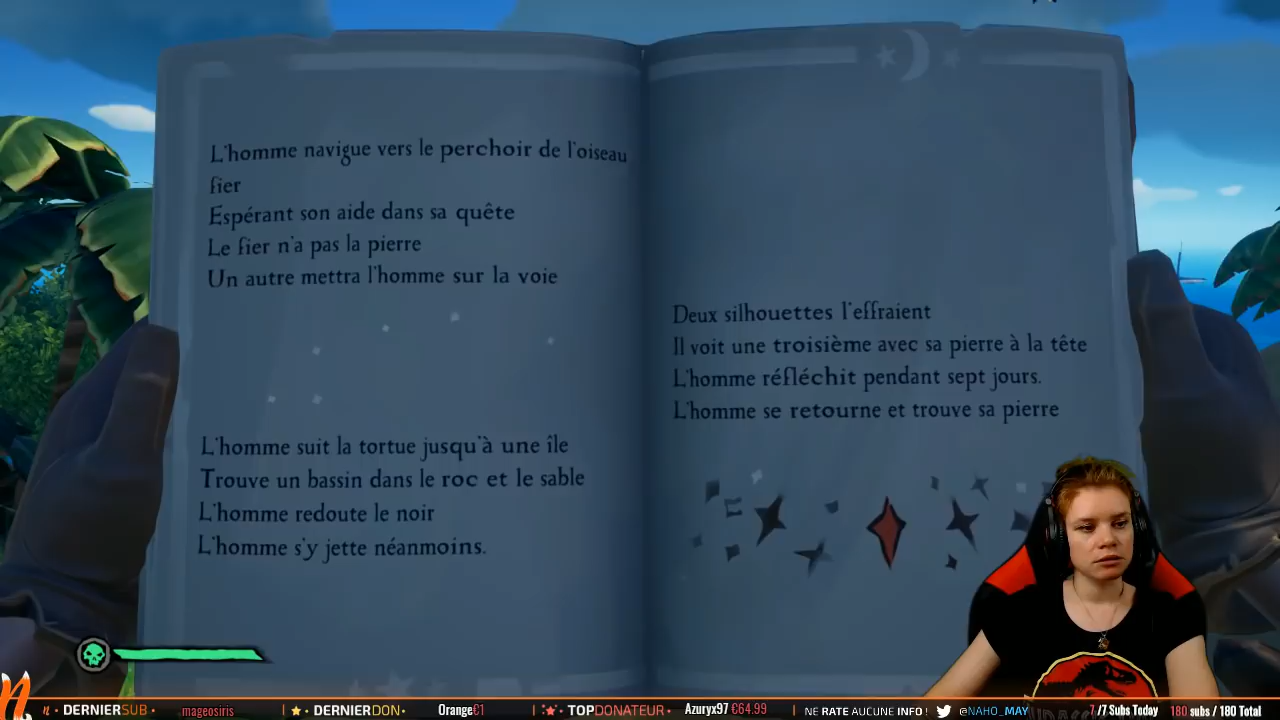 L'homme navigue vers le perchoir de l'oiseau
fier
Espérant son aide dans sa quête
Le fier n'a pas la pierre
Un autre mettra l'homme sur la voie
L'homme suit la tortue jusqu'à une île
Trouve un bassin dans le roc et le sable
L'homme redoute le noir
L'homme s'y jette néanmoins.
Deux silhouettes l'effraient
Il voit une troisième avec sa pierre à la tête
L'homme réfléchit pendant sept jours.
L'homme se retourne et trouve sa pierre
n · DERNIERSUB · mageosiris | · DERNIERDON · Orange€1 | · TOPDONATEUR · Azuryx97 €64.99 | NE RATE AUCUNE INFO ! @NAHO_MAY 7 /7 Subs Today 180 subs / 180 Total